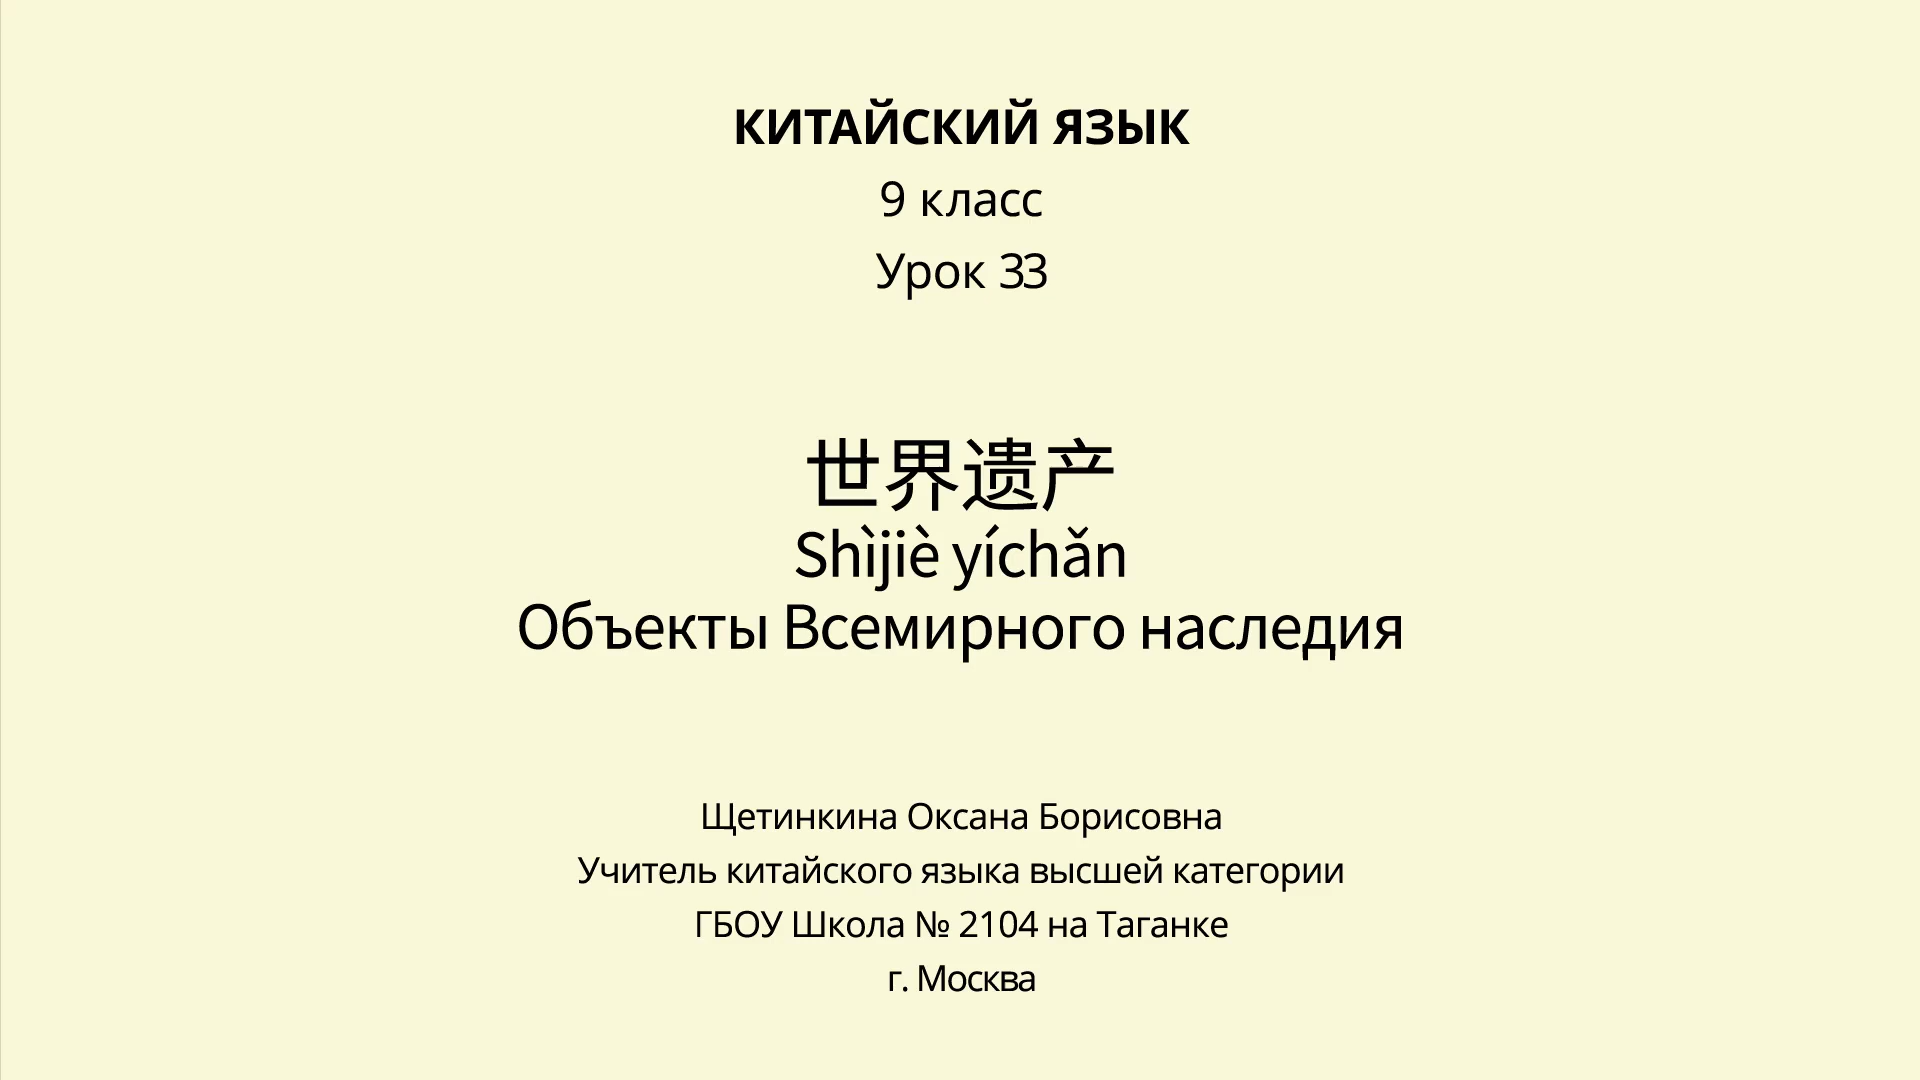 КИТАЙСКИЙ ЯЗЫК
9 класс
Урок 33
世界遗产
Shìjiè yíchǎn
Объекты Всемирного наследия
Щетинкина Оксана Борисовна
Учитель китайского языка высшей категории
ГБОУ Школа № 2104 на Таганке
г. Москва